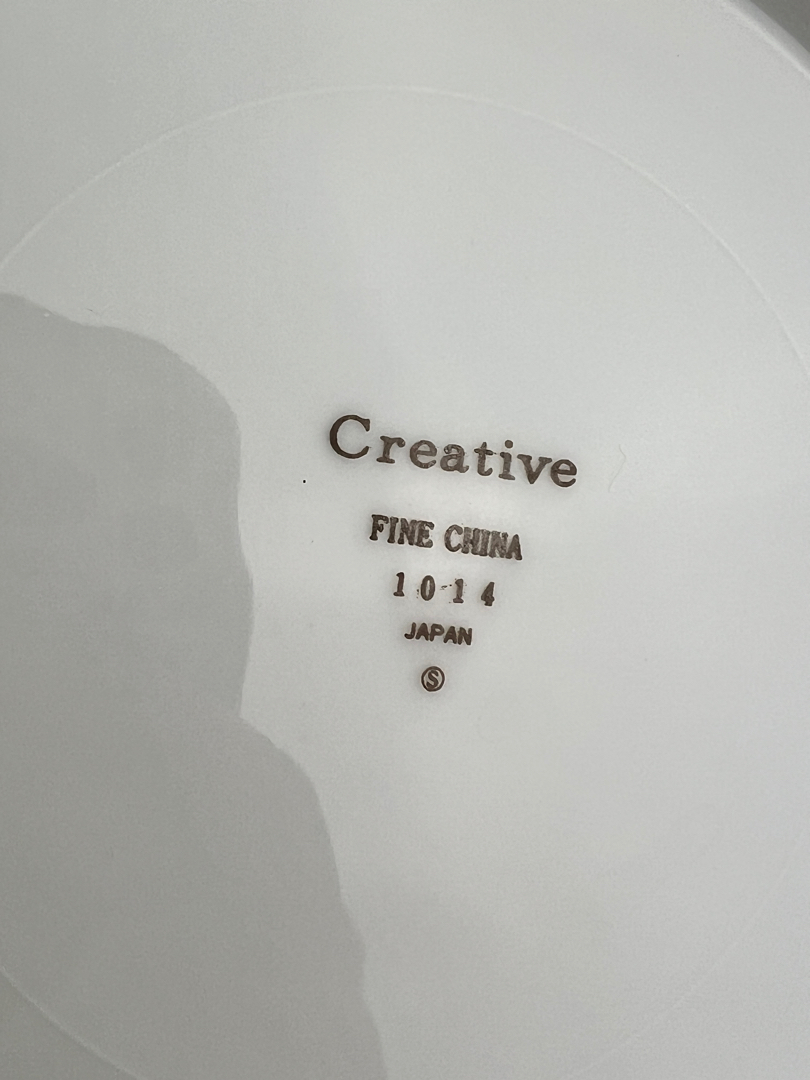 Creative
FINE CHINA
1014
JAPAN
Ⓢ